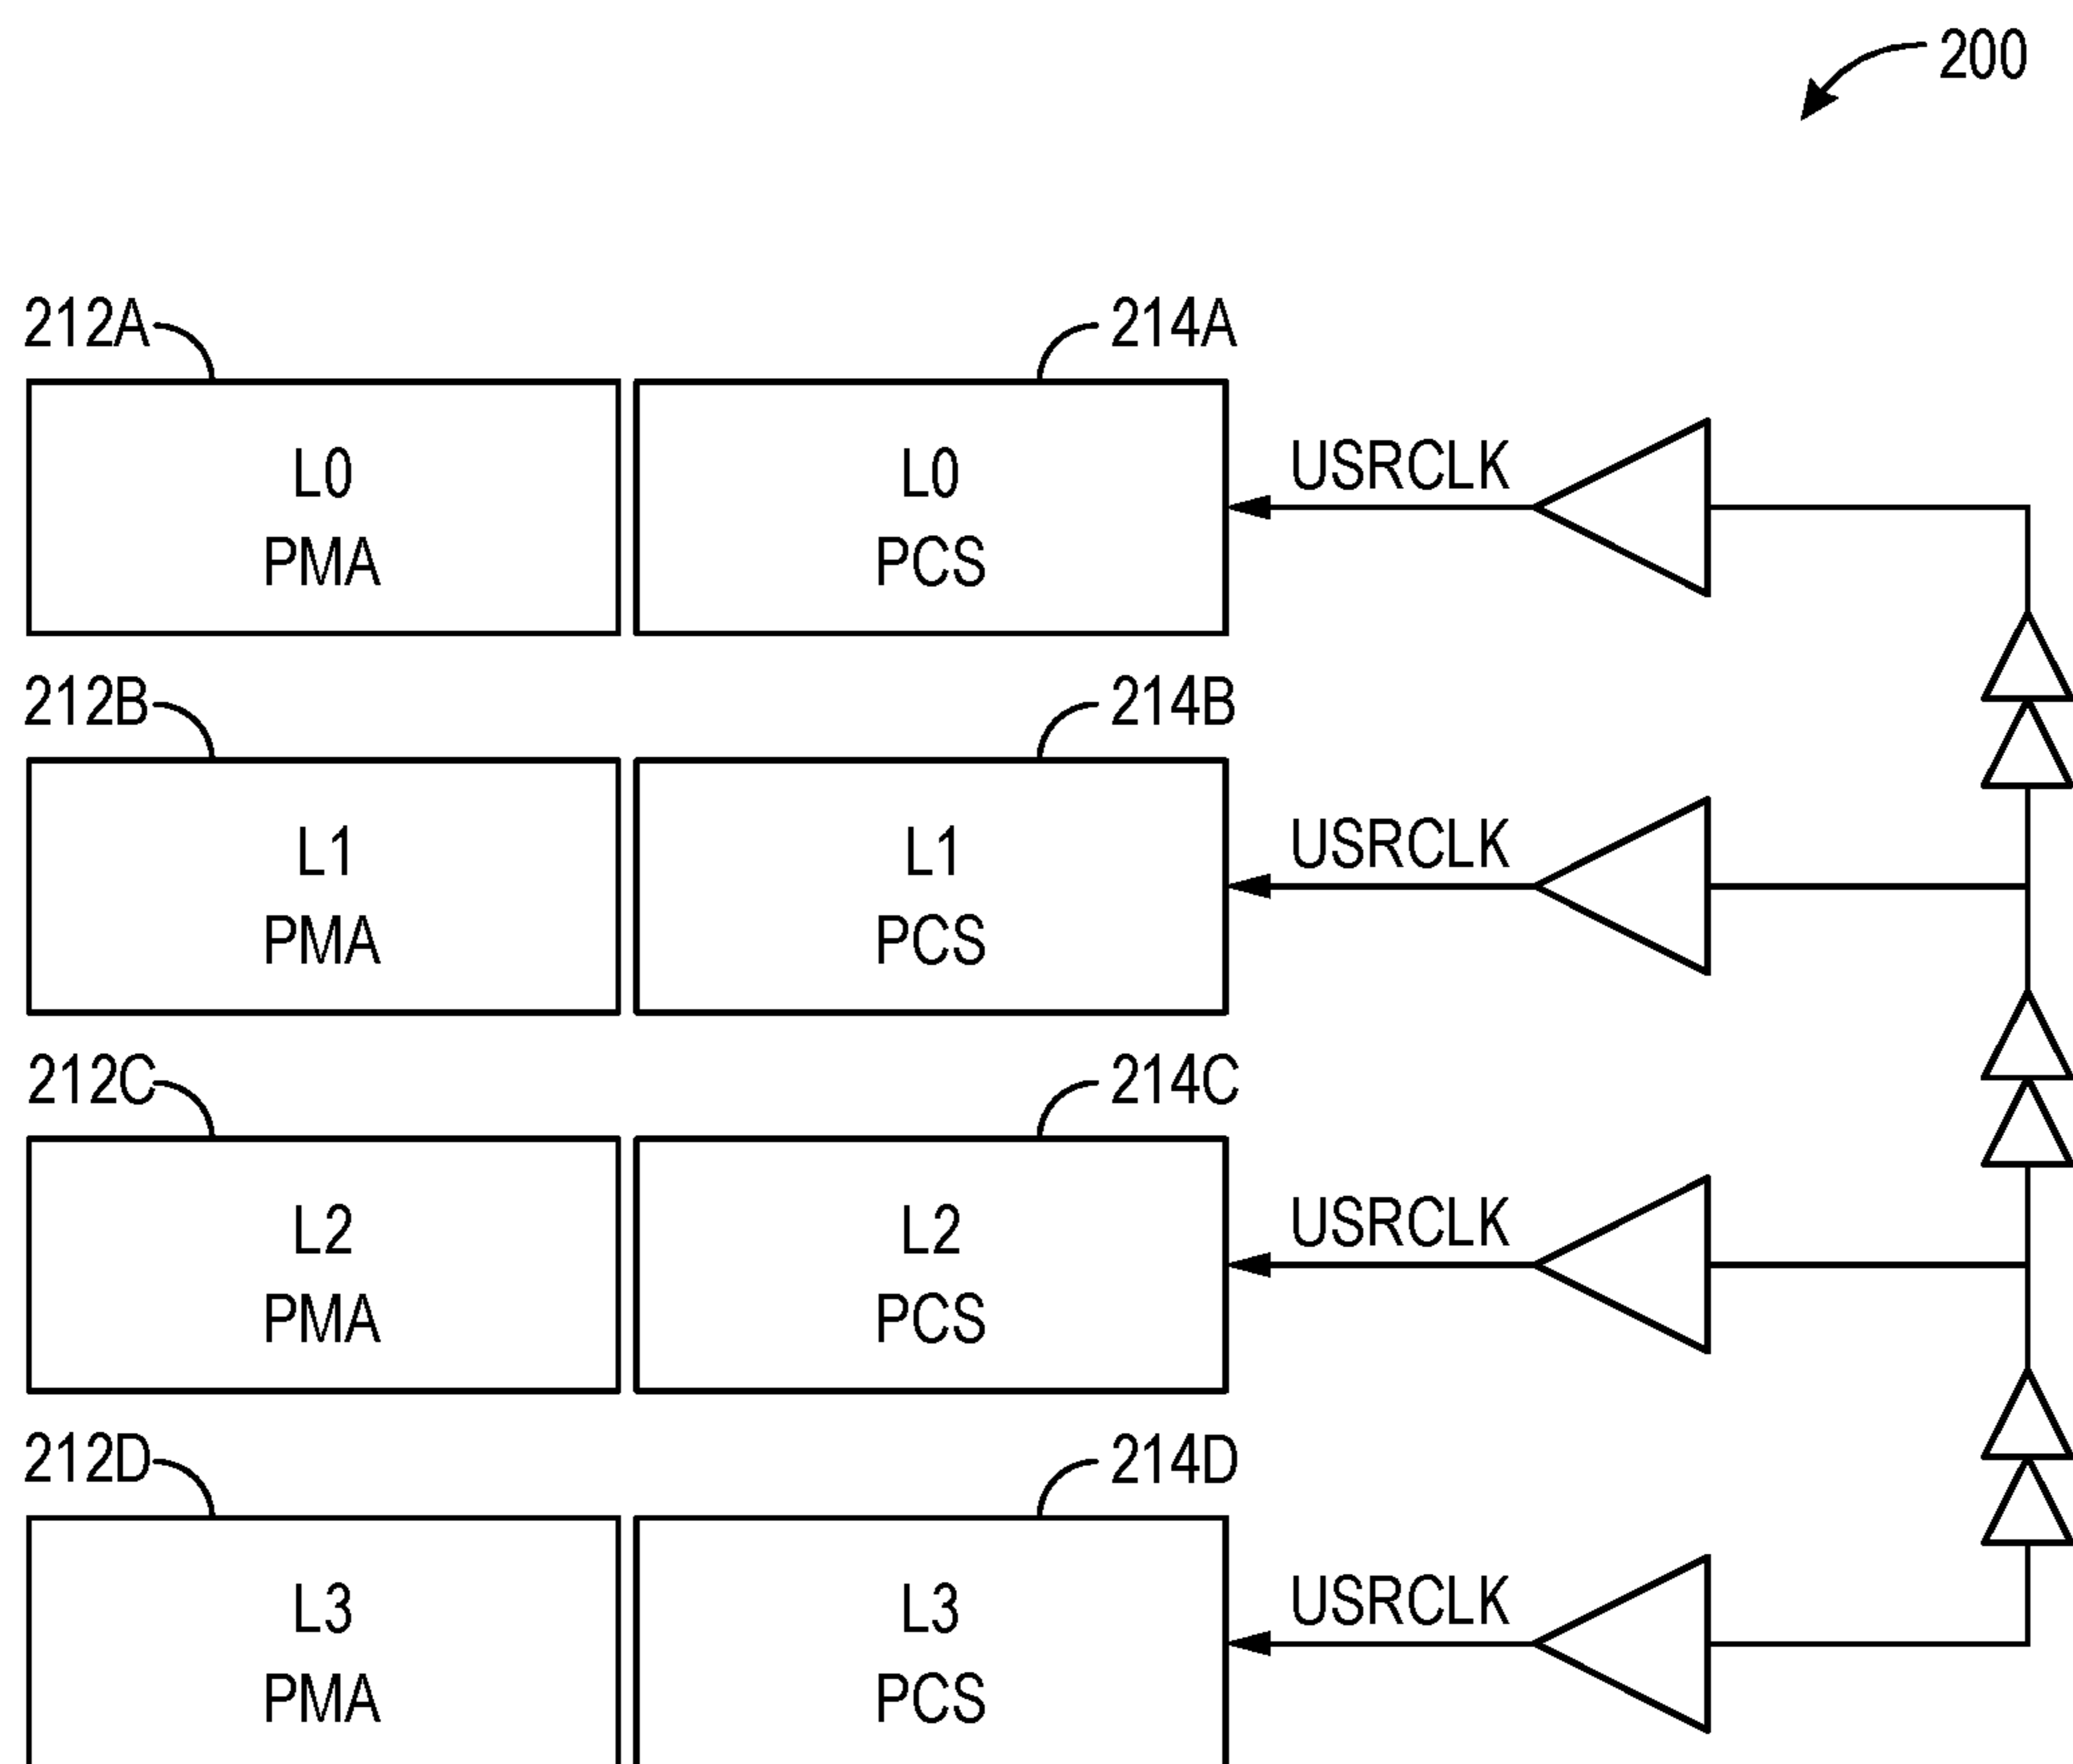 200
212A
214A
L0
PMA
L0
PCS
USRCLK
212B
214B
L1
PMA
L1
PCS
USRCLK
212C
214C
L2
PMA
L2
PCS
USRCLK
212D
214D
L3
PMA
L3
PCS
USRCLK